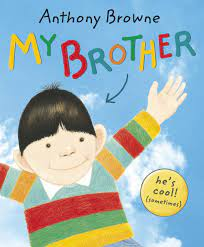 Anthony Browne
MY BROTHER
he's
cool!
(sometimes)